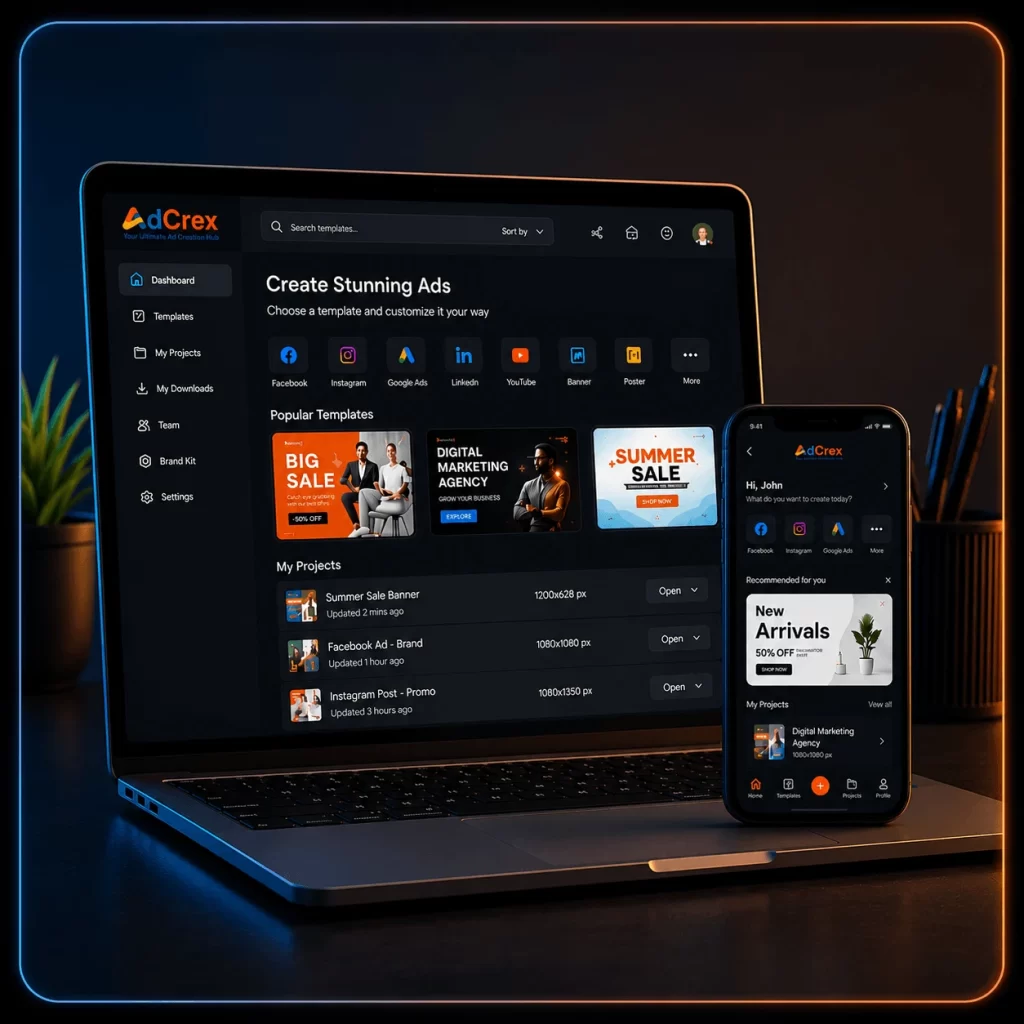 AdCrex
Your Ultimate Ad Creation Hub
Search templates...
Sort by
Dashboard
Templates
My Projects
My Downloads
Team
Brand Kit
Settings
Create Stunning Ads
Choose a template and customize it your way
Facebook
Instagram
Google Ads
Linkedn
YouTube
Banner
Poster
More
Popular Templates
BIG
SALE
-50% OFF
DIGITAL
MARKETING
AGENCY
GROW YOUR BUSINESS
EXPLORE
SUMMER
SALE
SHOP NOW
My Projects
Summer Sale Banner
Updated 2 mins ago
1200x628 px
Open
Facebook Ad - Brand
Updated 1 hour ago
1080x1080 px
Open
Instagram Post - Promo
Updated 3 hours ago
1080x1350 px
Open
9:41
AdCrex
Hi, John
What do you want to create today?
Facebook
Instagram
Google Ads
More
Recommended for you
New
Arrivals
50% OFF
SHOP NOW
My Projects
View all
Digital Marketing
Agency
1080x1080 px
Home
Templates
Projects
Profile